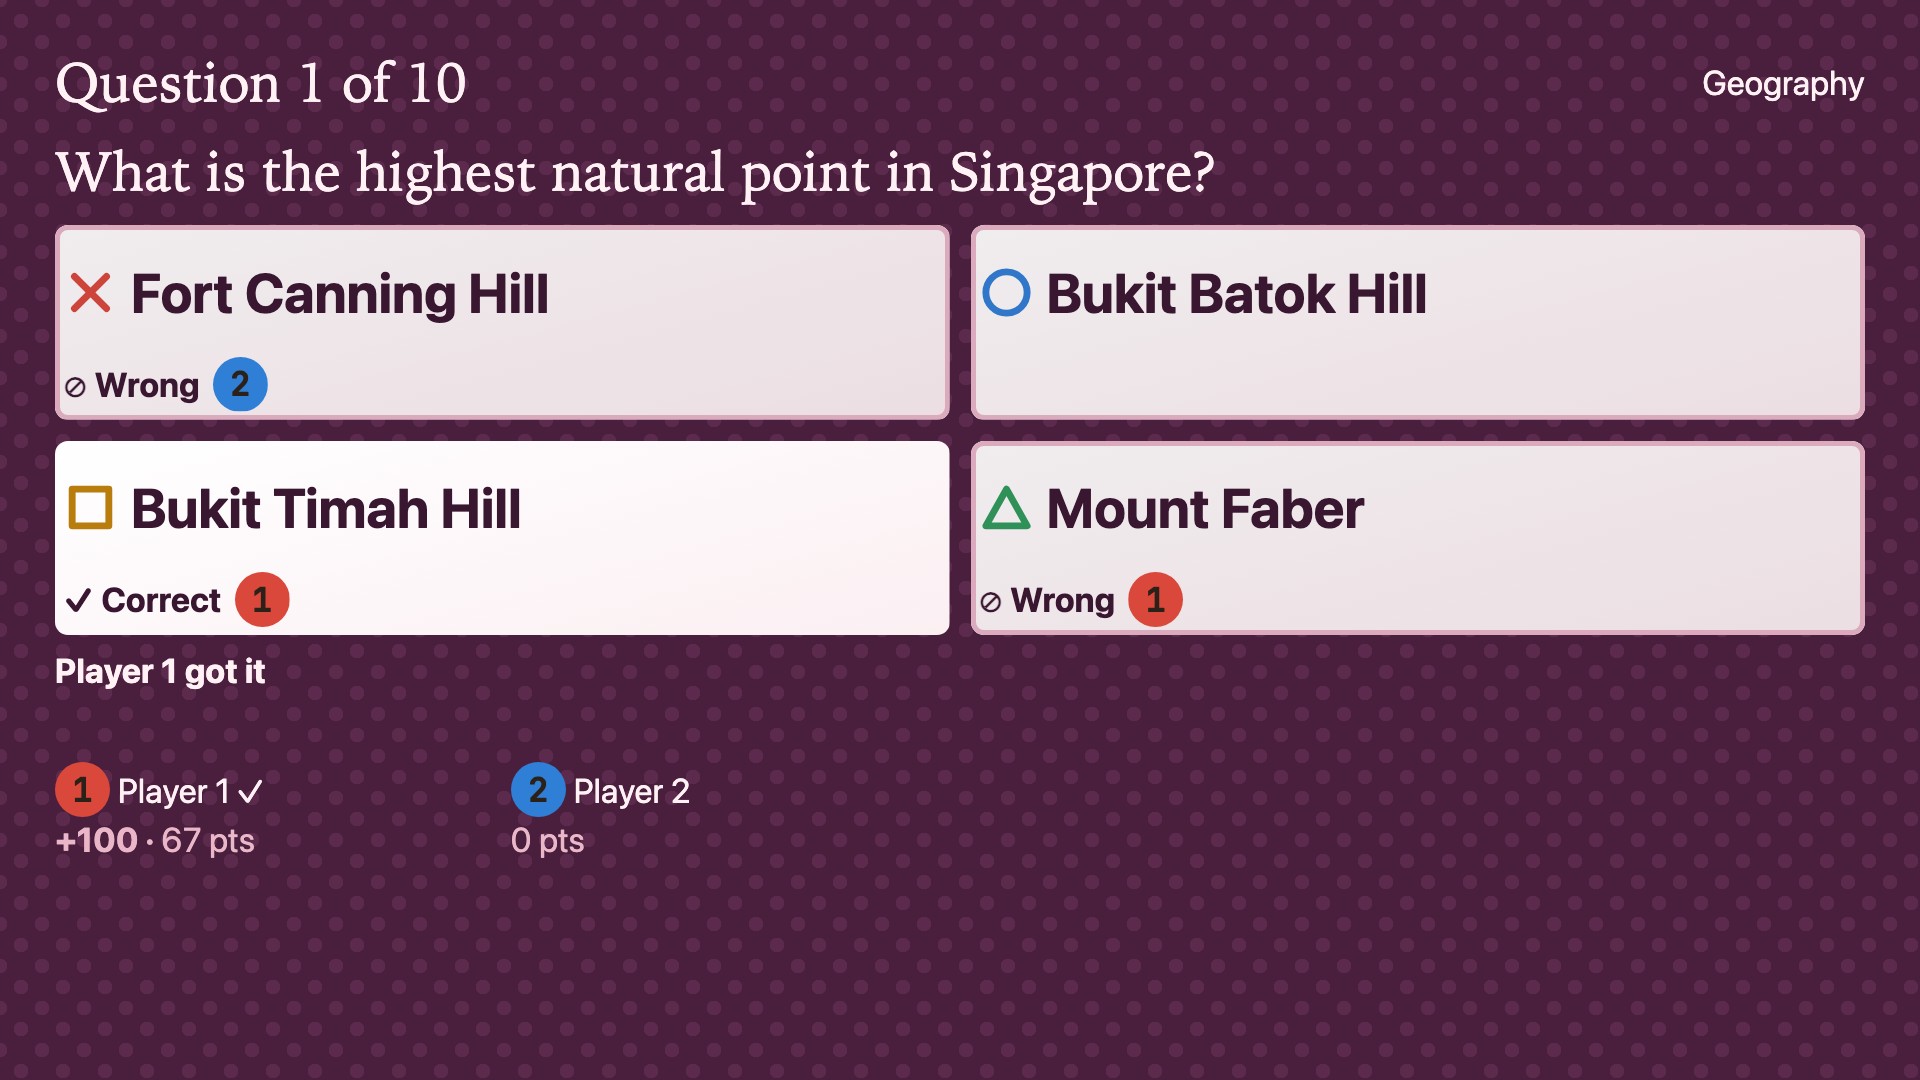 Question 1 of 10
Geography
What is the highest natural point in Singapore?
Fort Canning Hill
Wrong 2
Bukit Batok Hill
Bukit Timah Hill
✓ Correct 1
Mount Faber
Wrong 1
Player 1 got it
1 Player 1 ✓
+100 · 67 pts
2 Player 2
0 pts